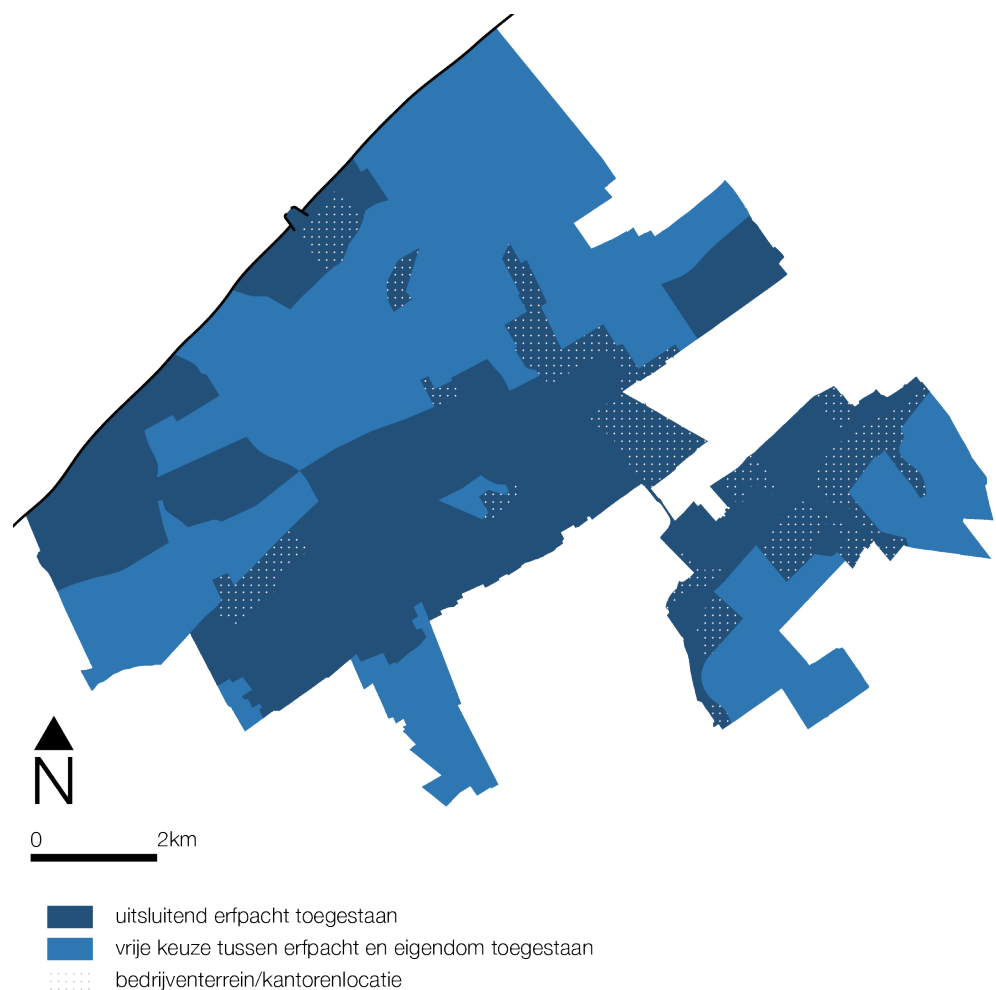 N
0 2km
uitsluitend erfpacht toegestaan
vrije keuze tussen erfpacht en eigendom toegestaan
bedrijventerrein/kantorenlocatie